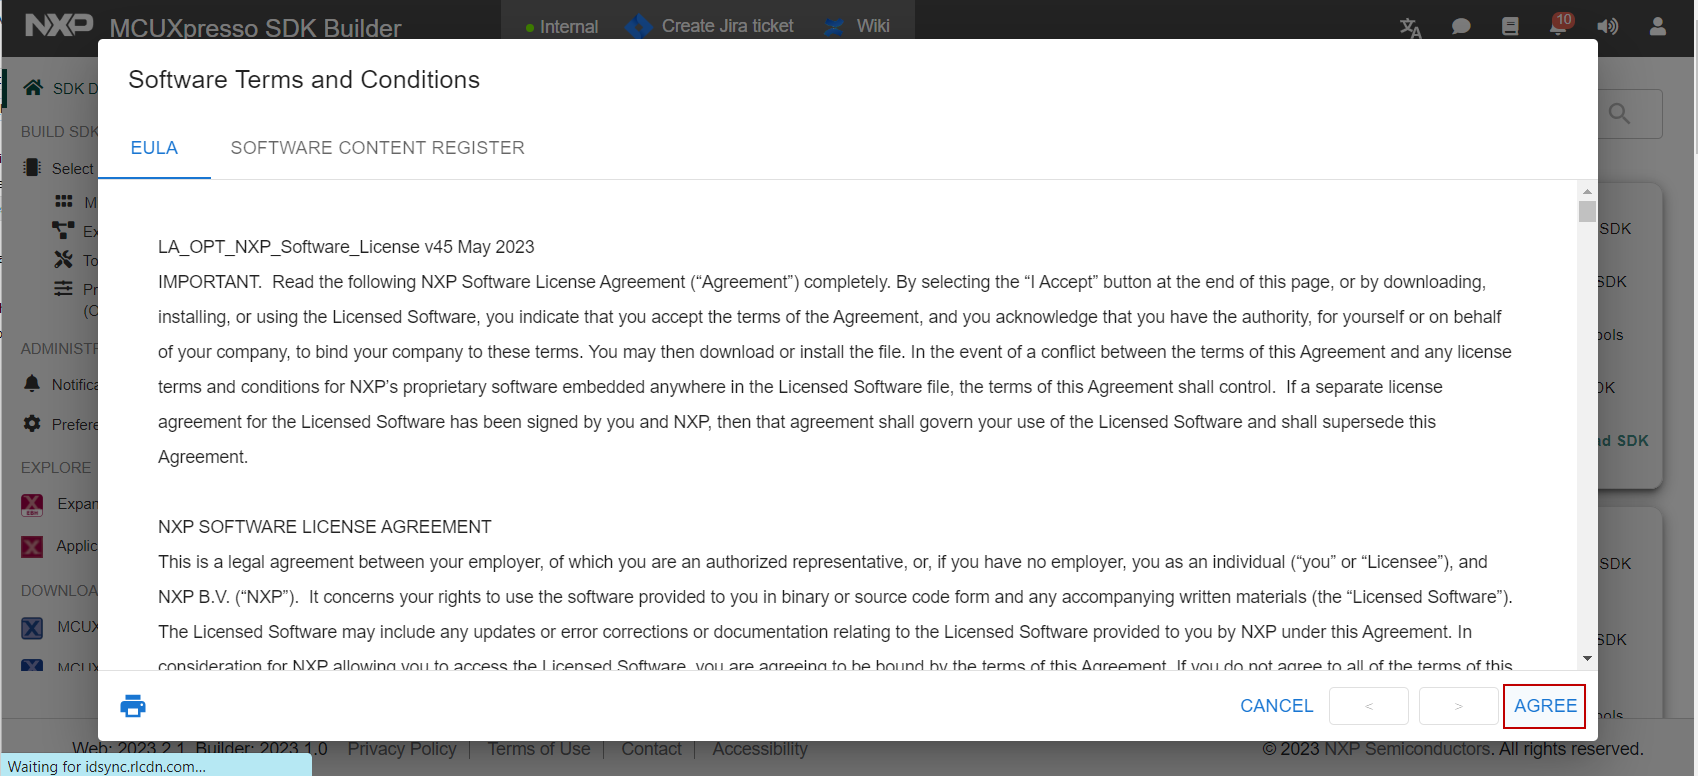 NXP MCUXpresso SDK Builder
Internal
Create Jira ticket
Wiki
10
SDK D
BUILD SDK
Select
M
Ex
To
Pr
(C
ADMINISTR
Notifica
Prefere
EXPLORE
Expan
Applic
DOWNLOA
MCUX
MCUX
Software Terms and Conditions
EULA
SOFTWARE CONTENT REGISTER
LA_OPT_NXP_Software_License v45 May 2023
IMPORTANT.  Read the following NXP Software License Agreement (“Agreement”) completely. By selecting the “I Accept” button at the end of this page, or by downloading,
installing, or using the Licensed Software, you indicate that you accept the terms of the Agreement, and you acknowledge that you have the authority, for yourself or on behalf
of your company, to bind your company to these terms. You may then download or install the file. In the event of a conflict between the terms of this Agreement and any license
terms and conditions for NXP’s proprietary software embedded anywhere in the Licensed Software file, the terms of this Agreement shall control.  If a separate license
agreement for the Licensed Software has been signed by you and NXP, then that agreement shall govern your use of the Licensed Software and shall supersede this
Agreement.
NXP SOFTWARE LICENSE AGREEMENT
This is a legal agreement between your employer, of which you are an authorized representative, or, if you have no employer, you as an individual (“you” or “Licensee”), and
NXP B.V. (“NXP”).  It concerns your rights to use the software provided to you in binary or source code form and any accompanying written materials (the “Licensed Software”).
The Licensed Software may include any updates or error corrections or documentation relating to the Licensed Software provided to you by NXP under this Agreement. In
consideration for NXP allowing you to access the Licensed Software, you are agreeing to be bound by the terms of this Agreement. If you do not agree to all of the terms of this
CANCEL
<
>
AGREE
SDK
SDK
ools
DK
ad SDK
SDK
SDK
ools
Web: 2023.2.1, Builder: 2023.1.0
Privacy Policy
Terms of Use
Contact
Accessibility
© 2023 NXP Semiconductors. All rights reserved.
Waiting for idsync.rlcdn.com...